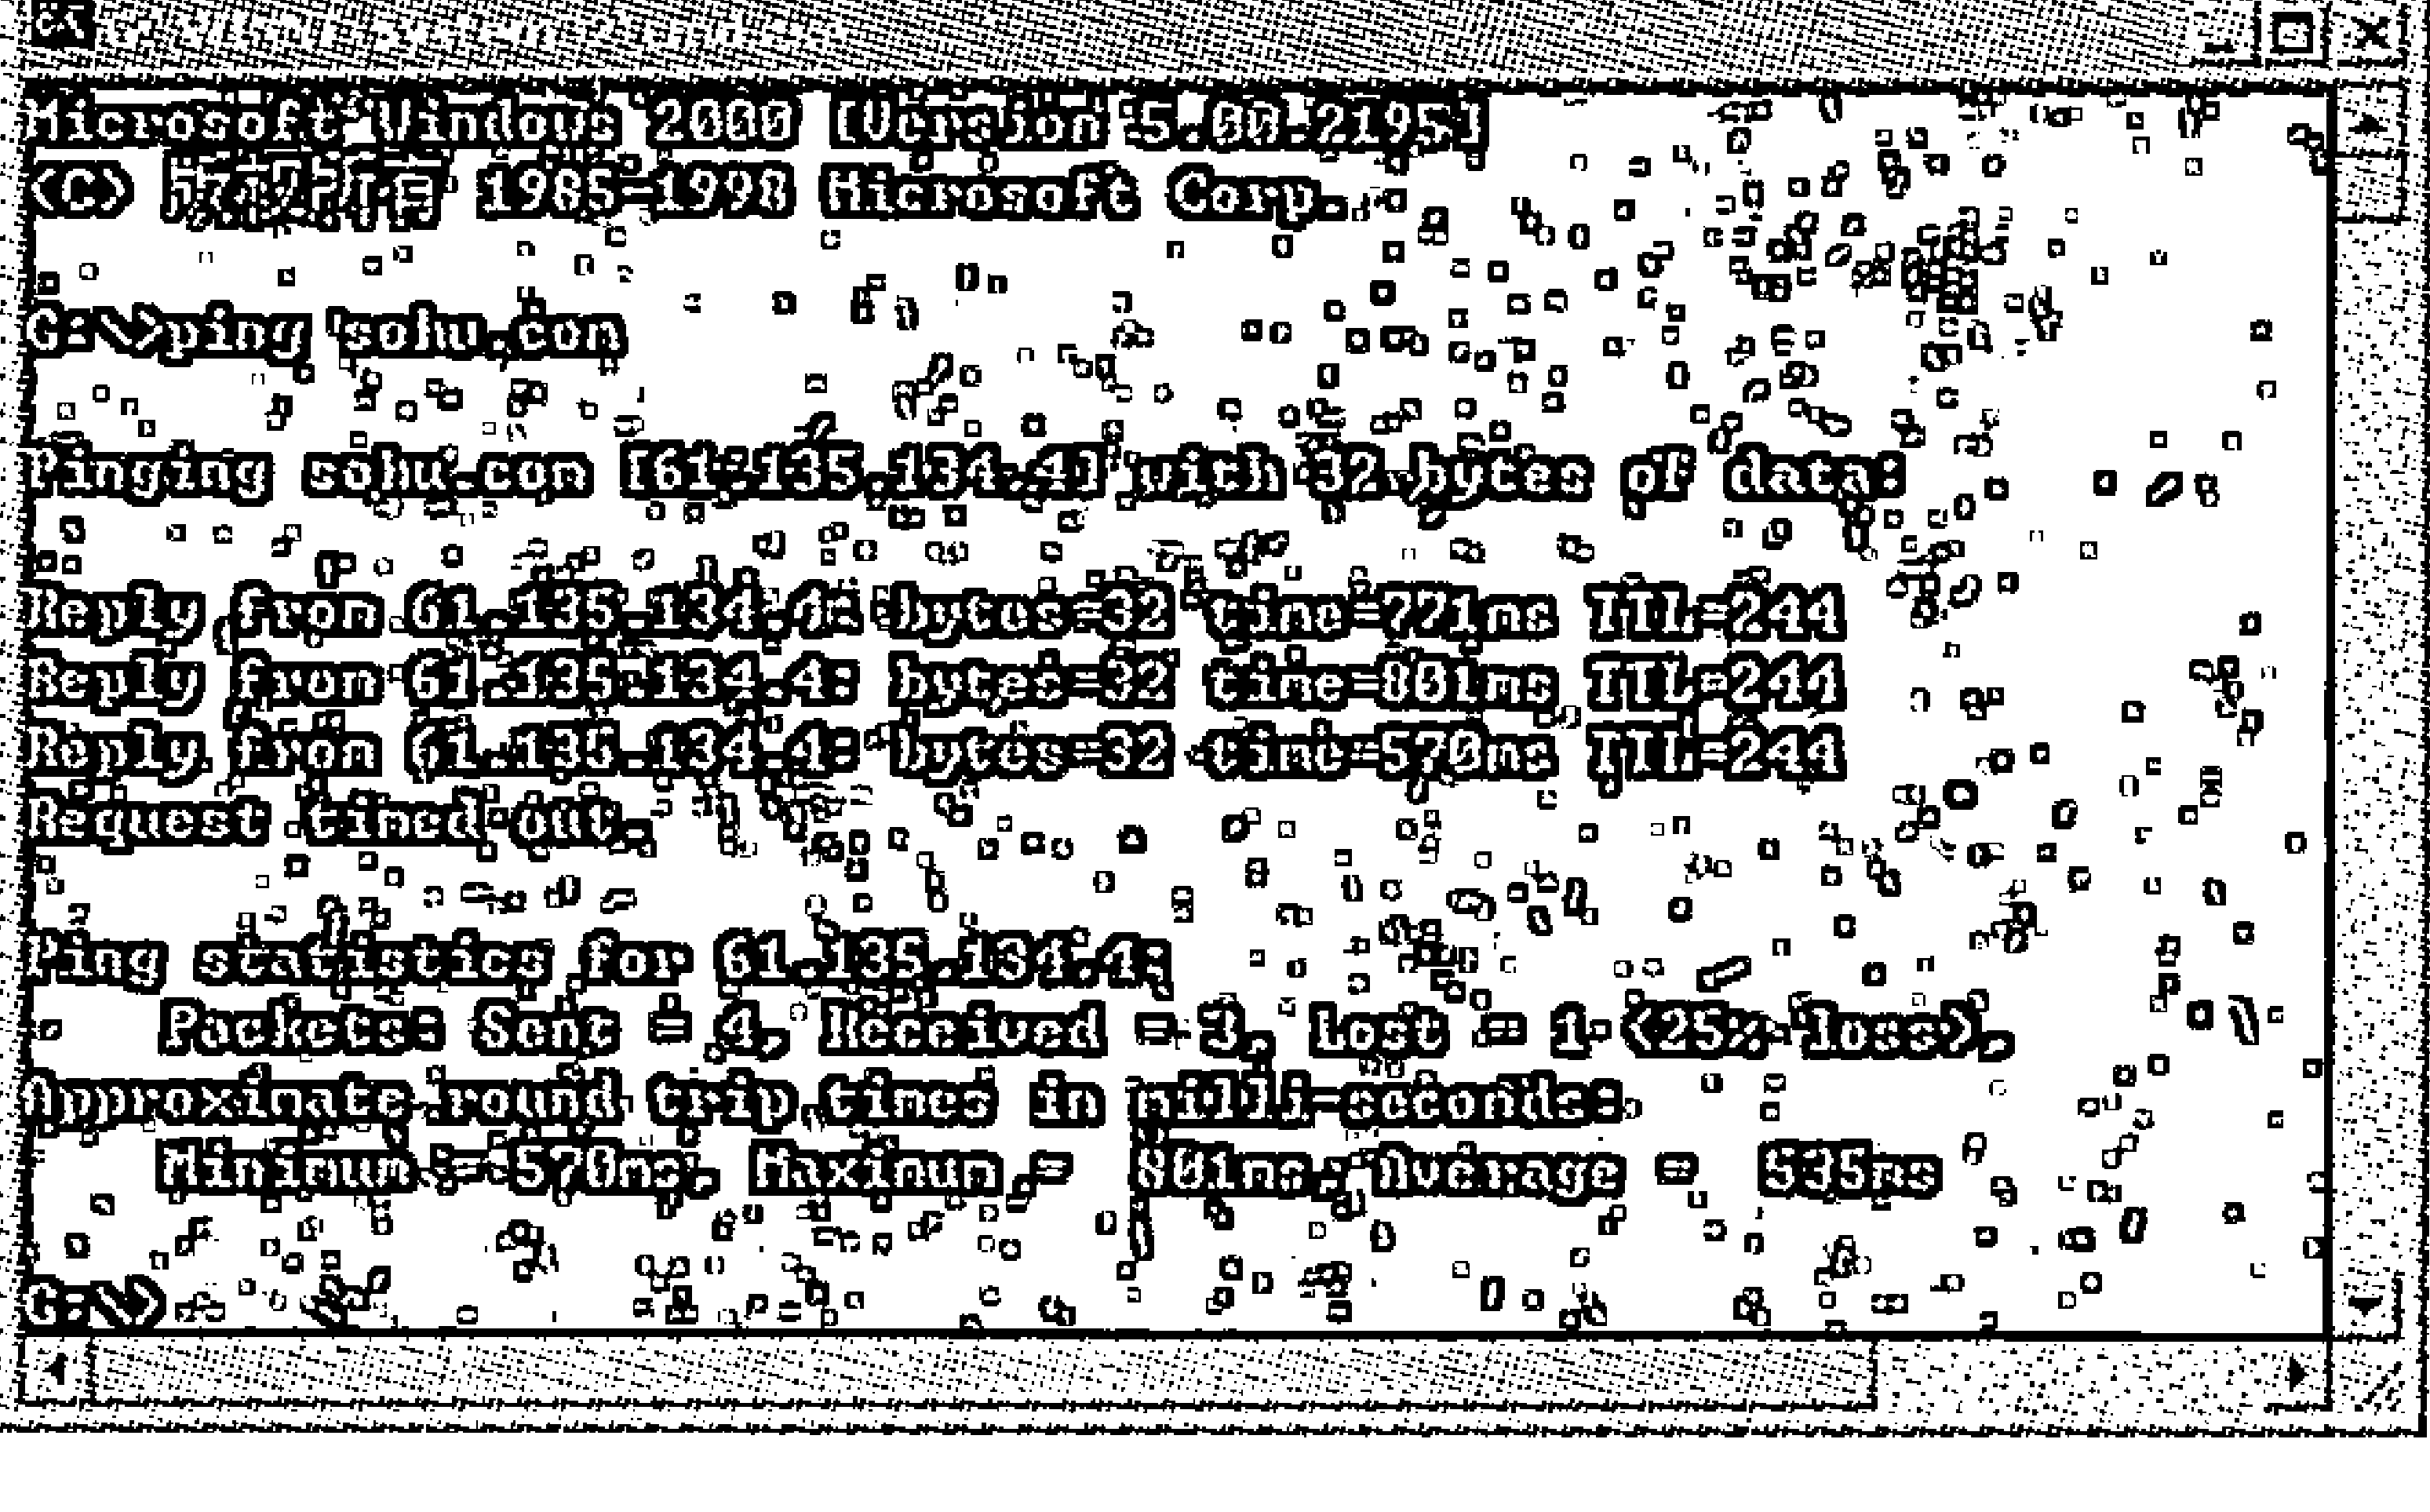 Microsoft Windows 2000 [Version 5.00.2195]
<C> 1985-1998 Microsoft Corp.
G:\>ping sohu.com
Pinging sohu.com [61.135.134.4] with 32 bytes of data:
Reply from 61.135.134.4: bytes=32 time=771ms TTL=244
Reply from 61.135.134.4: bytes=32 time=801ms TTL=244
Reply from 61.135.134.4: bytes=32 time=570ms TTL=244
Request timed out.
Ping statistics for 61.135.134.4:
Packets: Sent = 4, Received = 3, Lost = 1 <25% loss>,
Approximate round trip times in milli-seconds:
Minimum = 570ms, Maximum = 801ms, Average = 535ms
G:\>